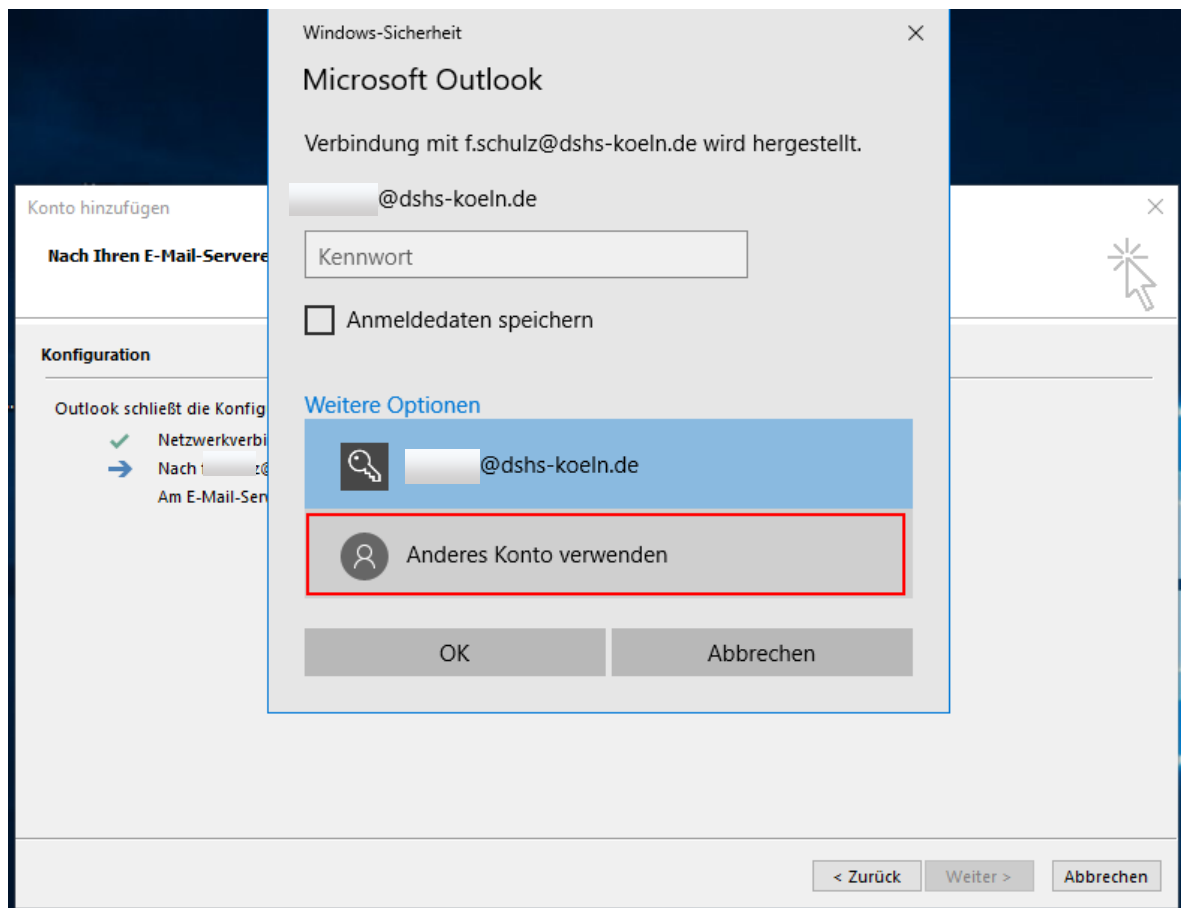 Windows-Sicherheit
Microsoft Outlook
Verbindung mit f.schulz@dshs-koeln.de wird hergestellt.
@dshs-koeln.de
Kennwort
Anmeldedaten speichern
Weitere Optionen
@dshs-koeln.de
Anderes Konto verwenden
OK
Abbrechen
Konto hinzufügen
Nach Ihren E-Mail-Servere
Konfiguration
Outlook schließt die Konfig
Netzwerkverbi
Nach
Am E-Mail-Serv
< Zurück
Weiter >
Abbrechen